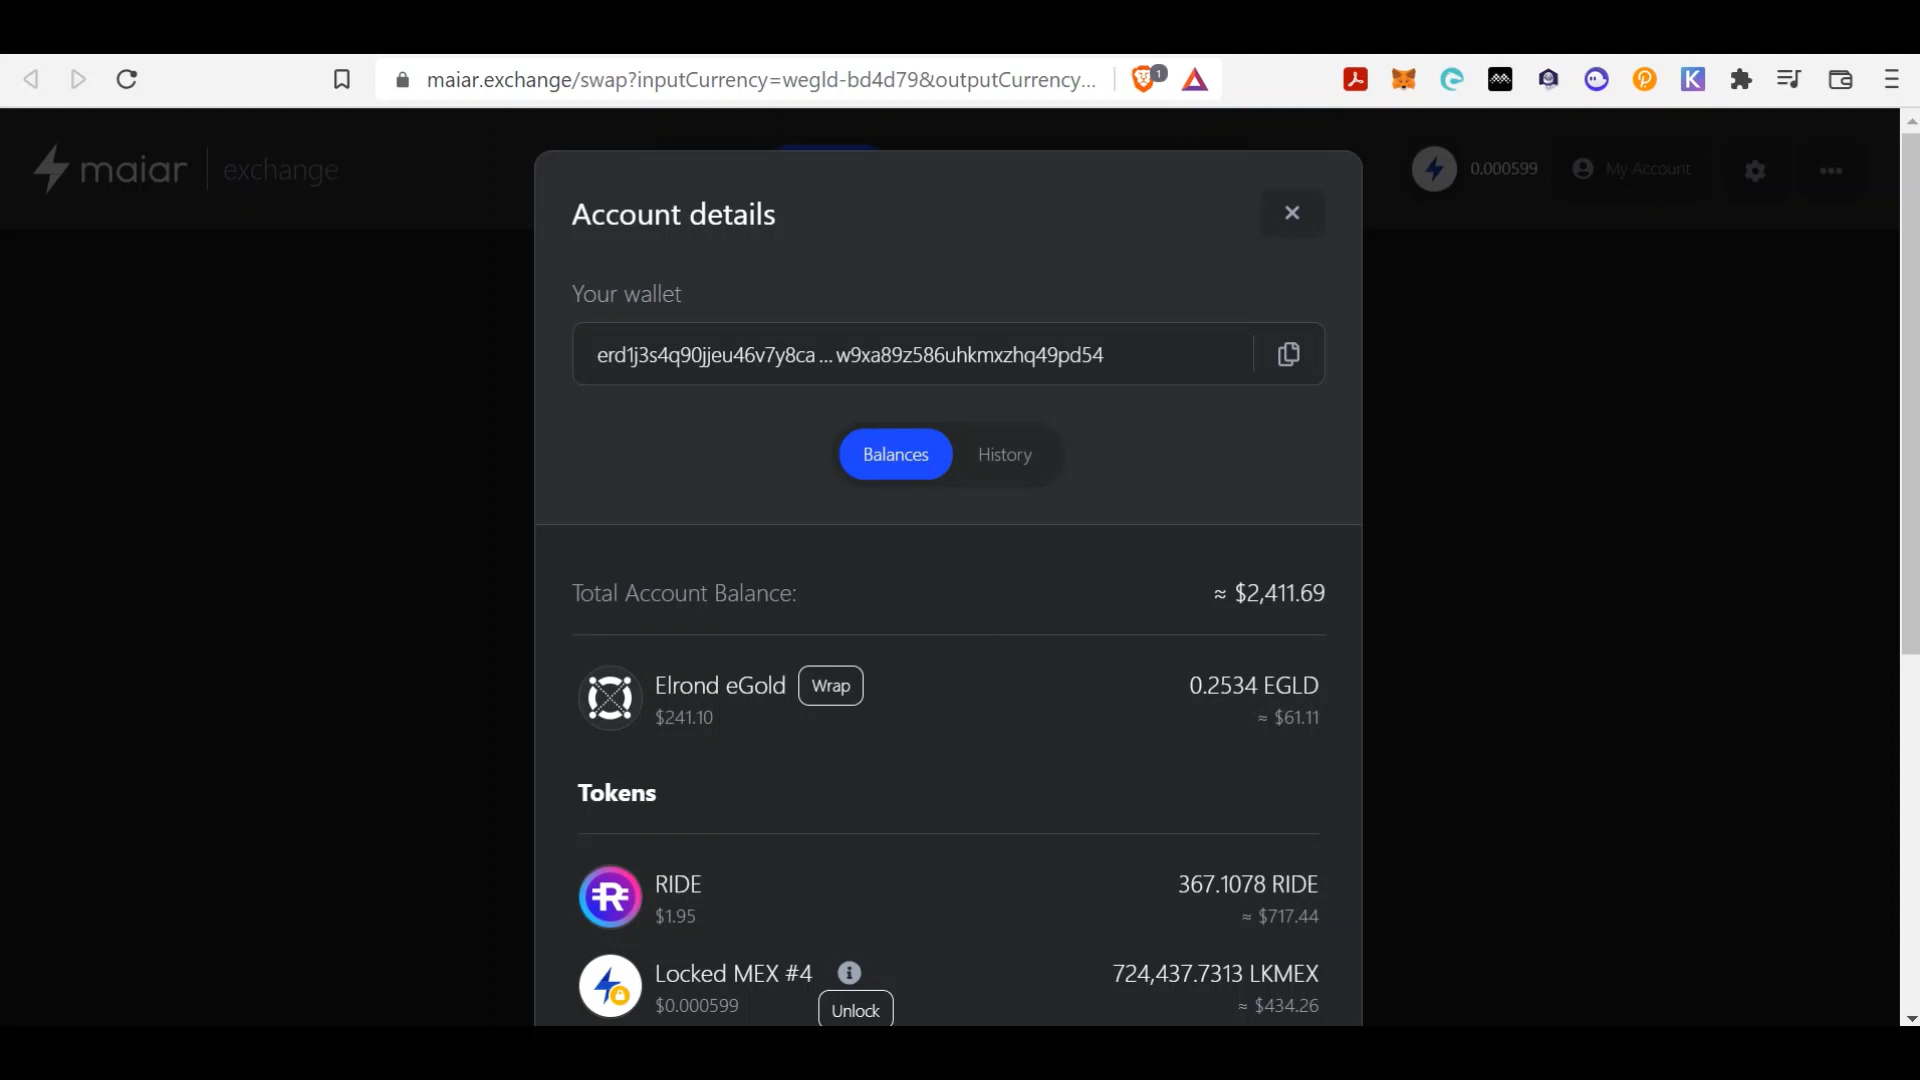 maiar.exchange/swap?inputCurrency=wegld-bd4d79&outputCurrency...
1
maiar exchange
0.000599
My Account
Account details
Your wallet
erd1j3s4q90jjeu46v7y8ca ... w9xa89z586uhkmxzhq49pd54
Balances
History
Total Account Balance:
≈ $2,411.69
Elrond eGold
Wrap
0.2534 EGLD
$241.10
≈ $61.11
Tokens
RIDE
367.1078 RIDE
$1.95
≈ $717.44
Locked MEX #4
724,437.7313 LKMEX
$0.000599
Unlock
≈ $434.26